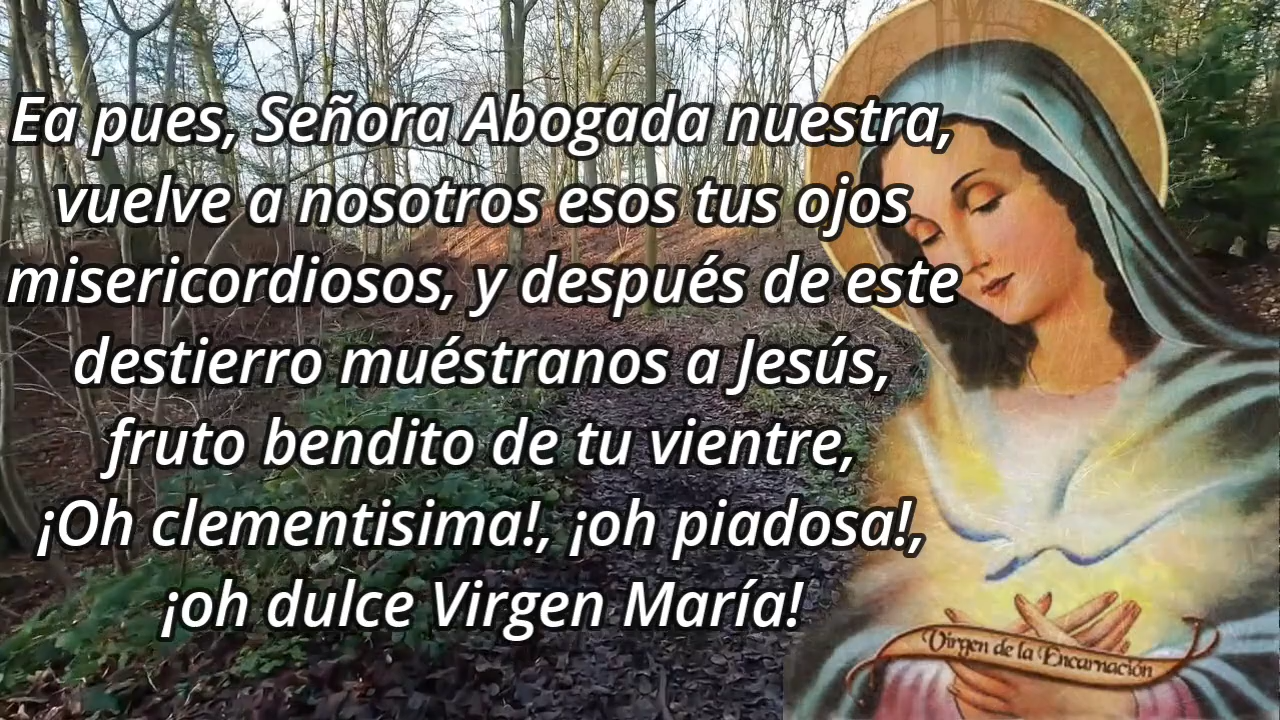 Ea pues, Señora Abogada nuestra,
vuelve a nosotros esos tus ojos
misericordiosos, y después de este
destierro muéstranos a Jesús,
fruto bendito de tu vientre,
¡Oh clementisima!, ¡oh piadosa!,
¡oh dulce Virgen María!
Virgen de la Encarnación